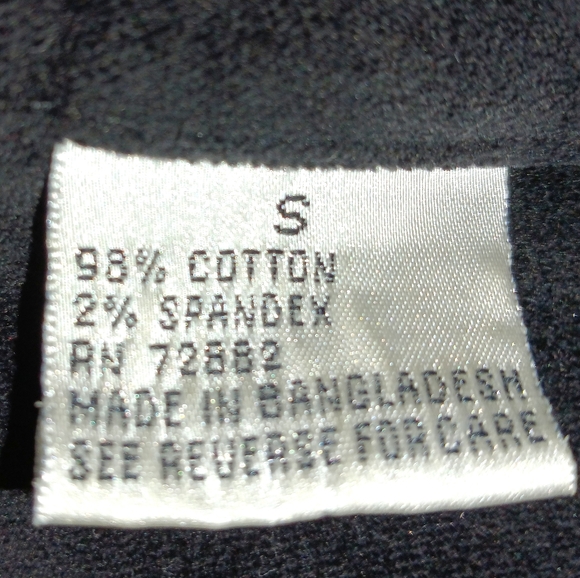 S
98% COTTON
2% SPANDEX
RN 72882
MADE IN BANGLADESH
SEE REVERSE FOR CARE